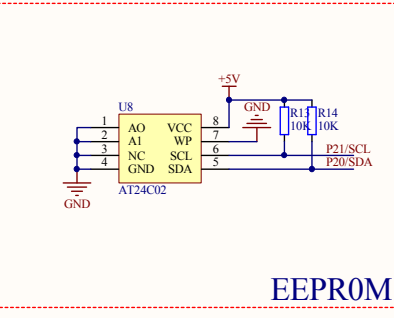 +5V
U8
GND
R13
R14
10K
10K
1
AO
VCC
8
2
A1
WP
7
3
NC
SCL
6
P21/SCL
4
GND
SDA
5
P20/SDA
AT24C02
GND
EEPR0M